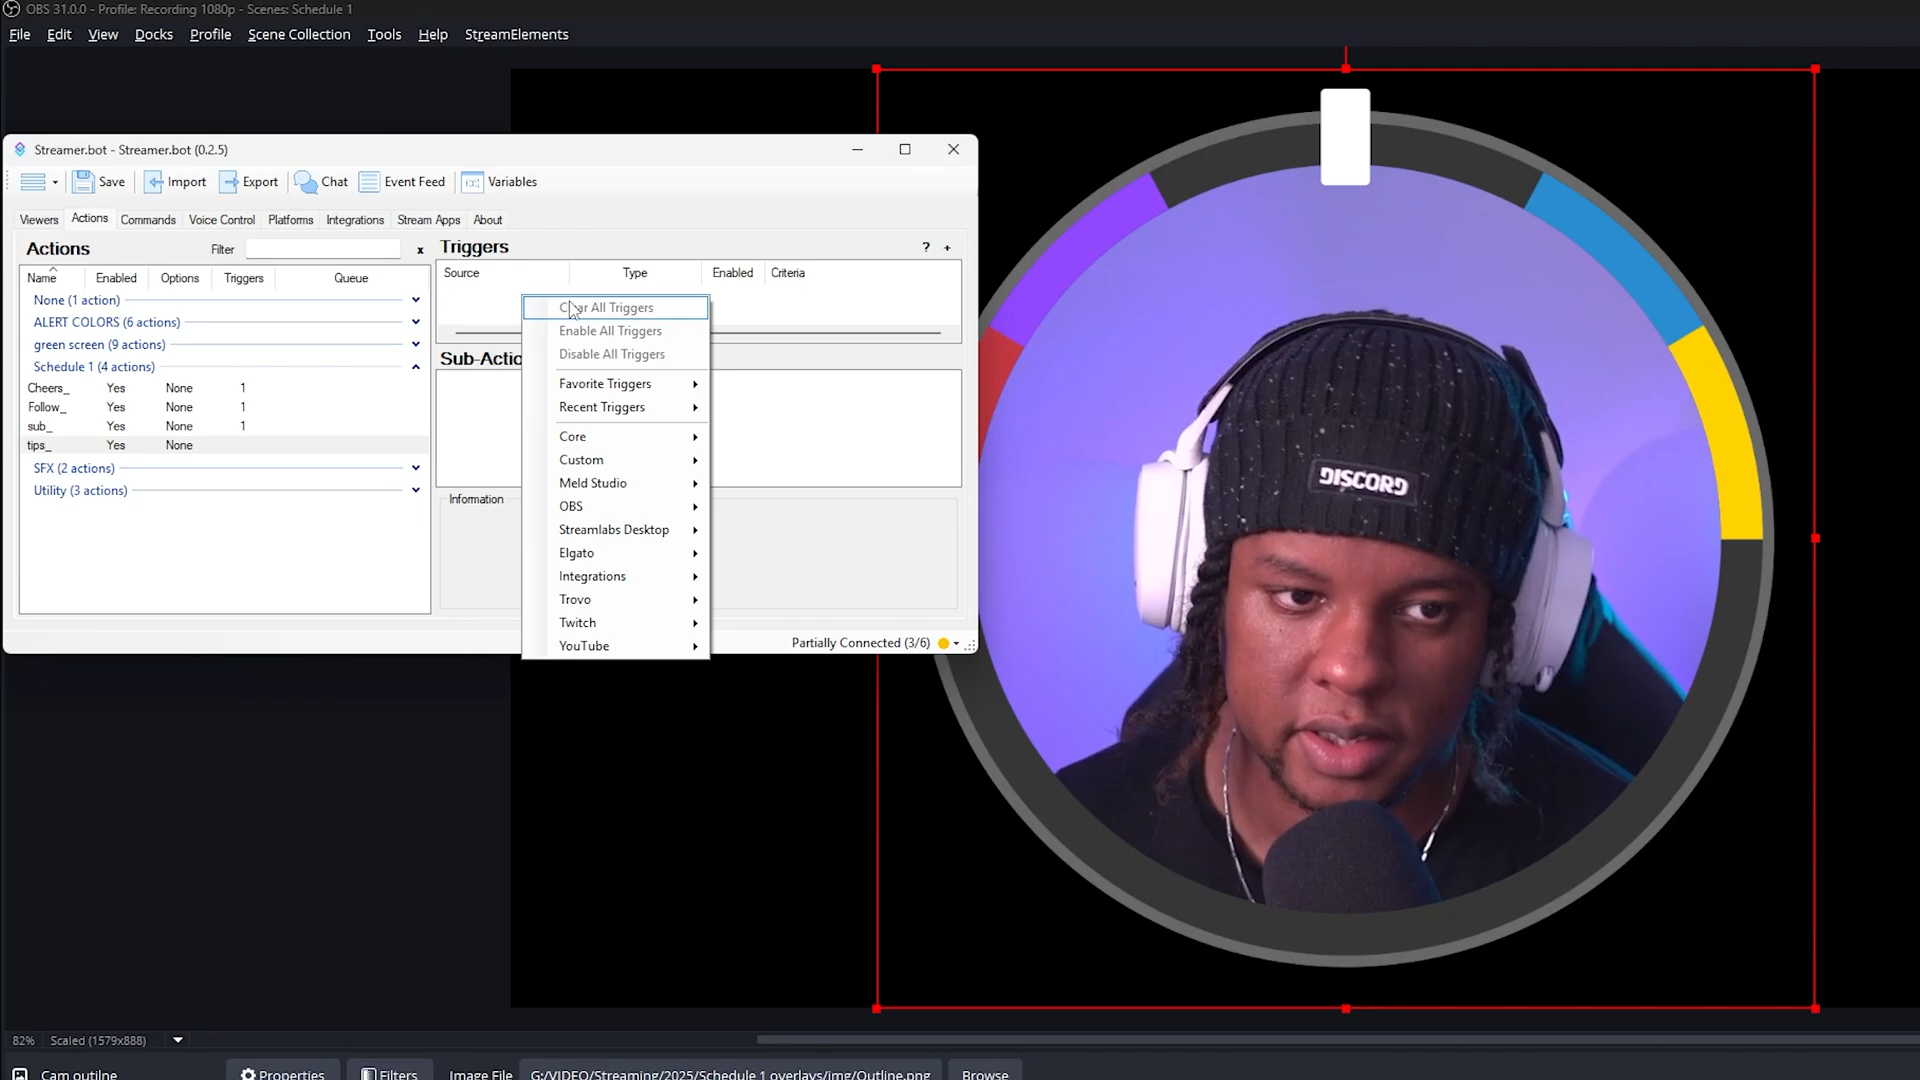 OBS 31.0.0 - Profile: Recording 1080p - Scenes: Schedule 1
File Edit View Docks Profile Scene Collection Tools Help StreamElements
Streamer.bot - Streamer.bot (0.2.5)
Save Import Export Chat Event Feed Variables
Viewers Actions Commands Voice Control Platforms Integrations Stream Apps About
Actions Filter x
Name Enabled Options Triggers Queue
None (1 action)
ALERT COLORS (6 actions)
green screen (9 actions)
Schedule 1 (4 actions)
Cheers_ Yes None 1
Follow_ Yes None 1
sub_ Yes None 1
tips_ Yes None
SFX (2 actions)
Utility (3 actions)
Triggers ? +
Source Type Enabled Criteria
Clear All Triggers
Enable All Triggers
Disable All Triggers
Favorite Triggers
Recent Triggers
Core
Custom
Meld Studio
OBS
Streamlabs Desktop
Elgato
Integrations
Trovo
Twitch
YouTube
Sub-Actio
Information
Partially Connected (3/6)
DISCORD
82% Scaled (1579x888)
Cam outilne Properties Filters Image File G:/VIDEO/Streaming/2025/Schedule 1 overlays/img/Outline.png Browse